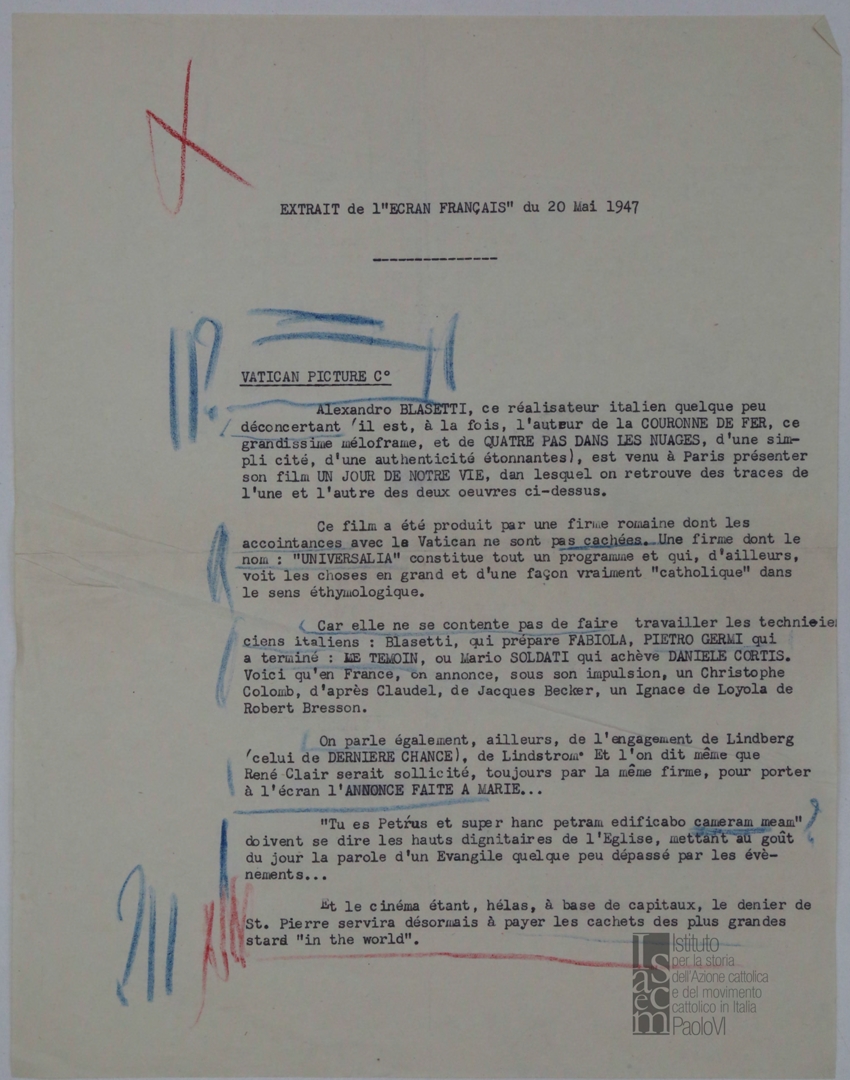 EXTRAIT de l"ECRAN FRANÇAIS" du 20 Mai 1947
---------------
VATICAN PICTURE C°
Alexandro BLASETTI, ce réalisateur italien quelque peu
déconcertant (il est, à la fois, l'auteur de la COURONNE DE FER, ce
grandissime méloframe, et de QUATRE PAS DANS LES NUAGES, d'une sim-
pli cité, d'une authenticité étonnantes), est venu à Paris présenter
son film UN JOUR DE NOTRE VIE, dan lesquel on retrouve des traces de
l'une et l'autre des deux oeuvres ci-dessus.
Ce film a été produit par une firme romaine dont les
accointances avec le Vatican ne sont pas cachées. Une firme dont le
nom : "UNIVERSALIA" constitue tout un programme et qui, d'ailleurs,
voit les choses en grand et d'une façon vraiment "catholique" dans
le sens éthymologique.
Car elle ne se contente pas de faire travailler les technicie
ciens italiens : Blasetti, qui prépare FABIOLA, PIETRO GERMI qui
a terminé : LE TEMOIN, ou Mario SOLDATI qui achève DANIELE CORTIS.
Voici qu'en France, on annonce, sous son impulsion, un Christophe
Colomb, d'après Claudel, de Jacques Becker, un Ignace de Loyola de
Robert Bresson.
On parle également, ailleurs, de l'engagement de Lindberg
(celui de DERNIERE CHANCE), de Lindstrom. Et l'on dit même que
René Clair serait sollicité, toujours par la même firme, pour porter
à l'écran l'ANNONCE FAITE A MARIE...
"Tu es Petrus et super hanc petram edificabo cameram meam"
doivent se dire les hauts dignitaires de l'Eglise, mettant au goût
du jour la parole d'un Evangile quelque peu dépassé par les évè-
nements...
Et le cinéma étant, hélas, à base de capitaux, le denier de
St. Pierre servira désormais à payer les cachets des plus grandes
stard "in the world".
Isacem
Istituto
per la storia
dell'Azione cattolica
e del movimento
cattolico in Italia
PaoloVI